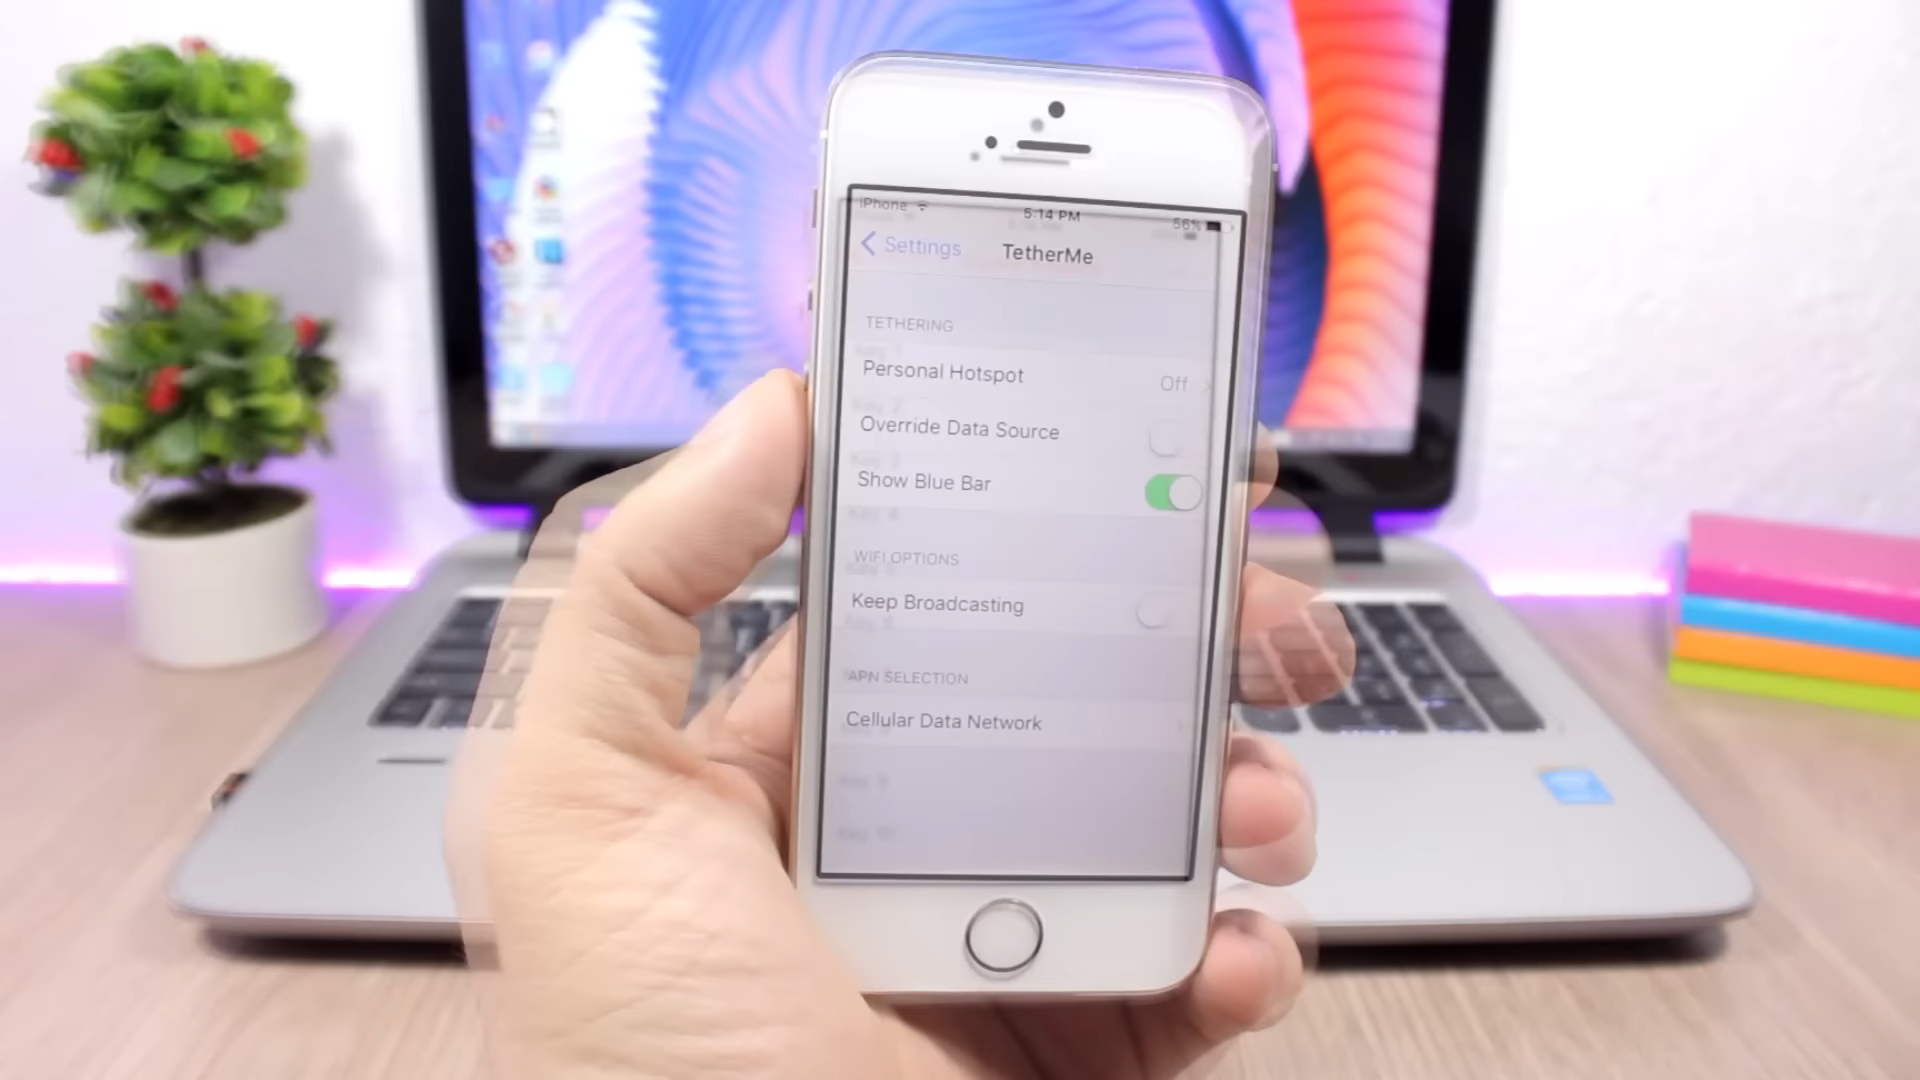 iPhone
5:14 PM
56%
Settings
TetherMe
TETHERING
Personal Hotspot
Off
Override Data Source
Show Blue Bar
WIFI OPTIONS
Keep Broadcasting
APN SELECTION
Cellular Data Network